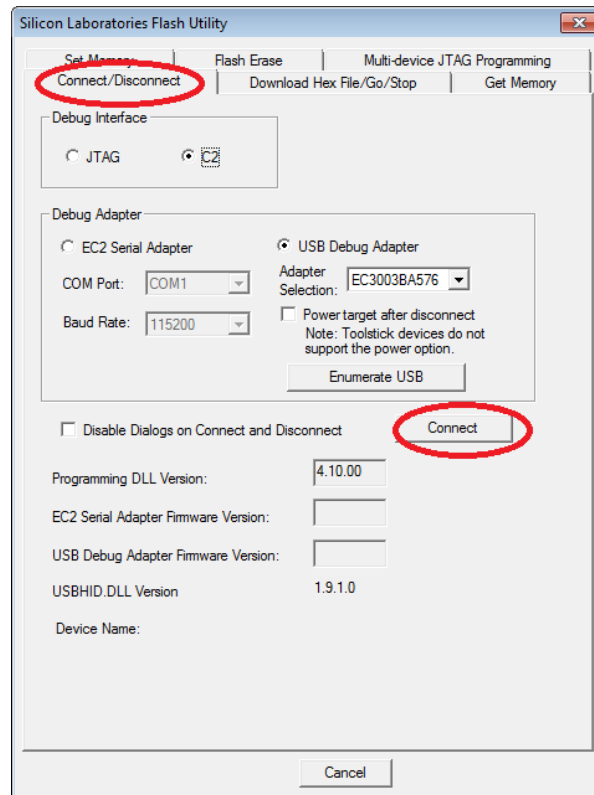 Silicon Laboratories Flash Utility
Set Memory Flash Erase Multi-device JTAG Programming
Connect/Disconnect Download Hex File/Go/Stop Get Memory
Debug Interface
JTAG C2
Debug Adapter
EC2 Serial Adapter USB Debug Adapter
COM Port: COM1 Adapter Selection: EC3003BA576
Baud Rate: 115200 Power target after disconnect
Note: Toolstick devices do not
support the power option.
Enumerate USB
Disable Dialogs on Connect and Disconnect Connect
Programming DLL Version: 4.10.00
EC2 Serial Adapter Firmware Version:
USB Debug Adapter Firmware Version:
USBHID.DLL Version 1.9.1.0
Device Name:
Cancel